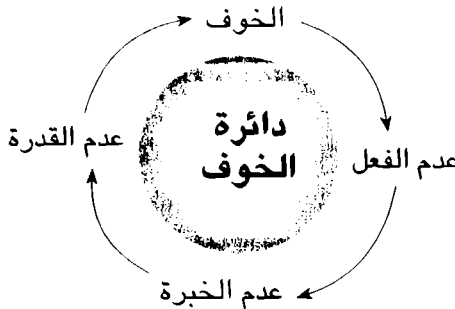 الخوف
دائرة
الخوف
عدم الفعل
عدم القدرة
عدم الخبرة